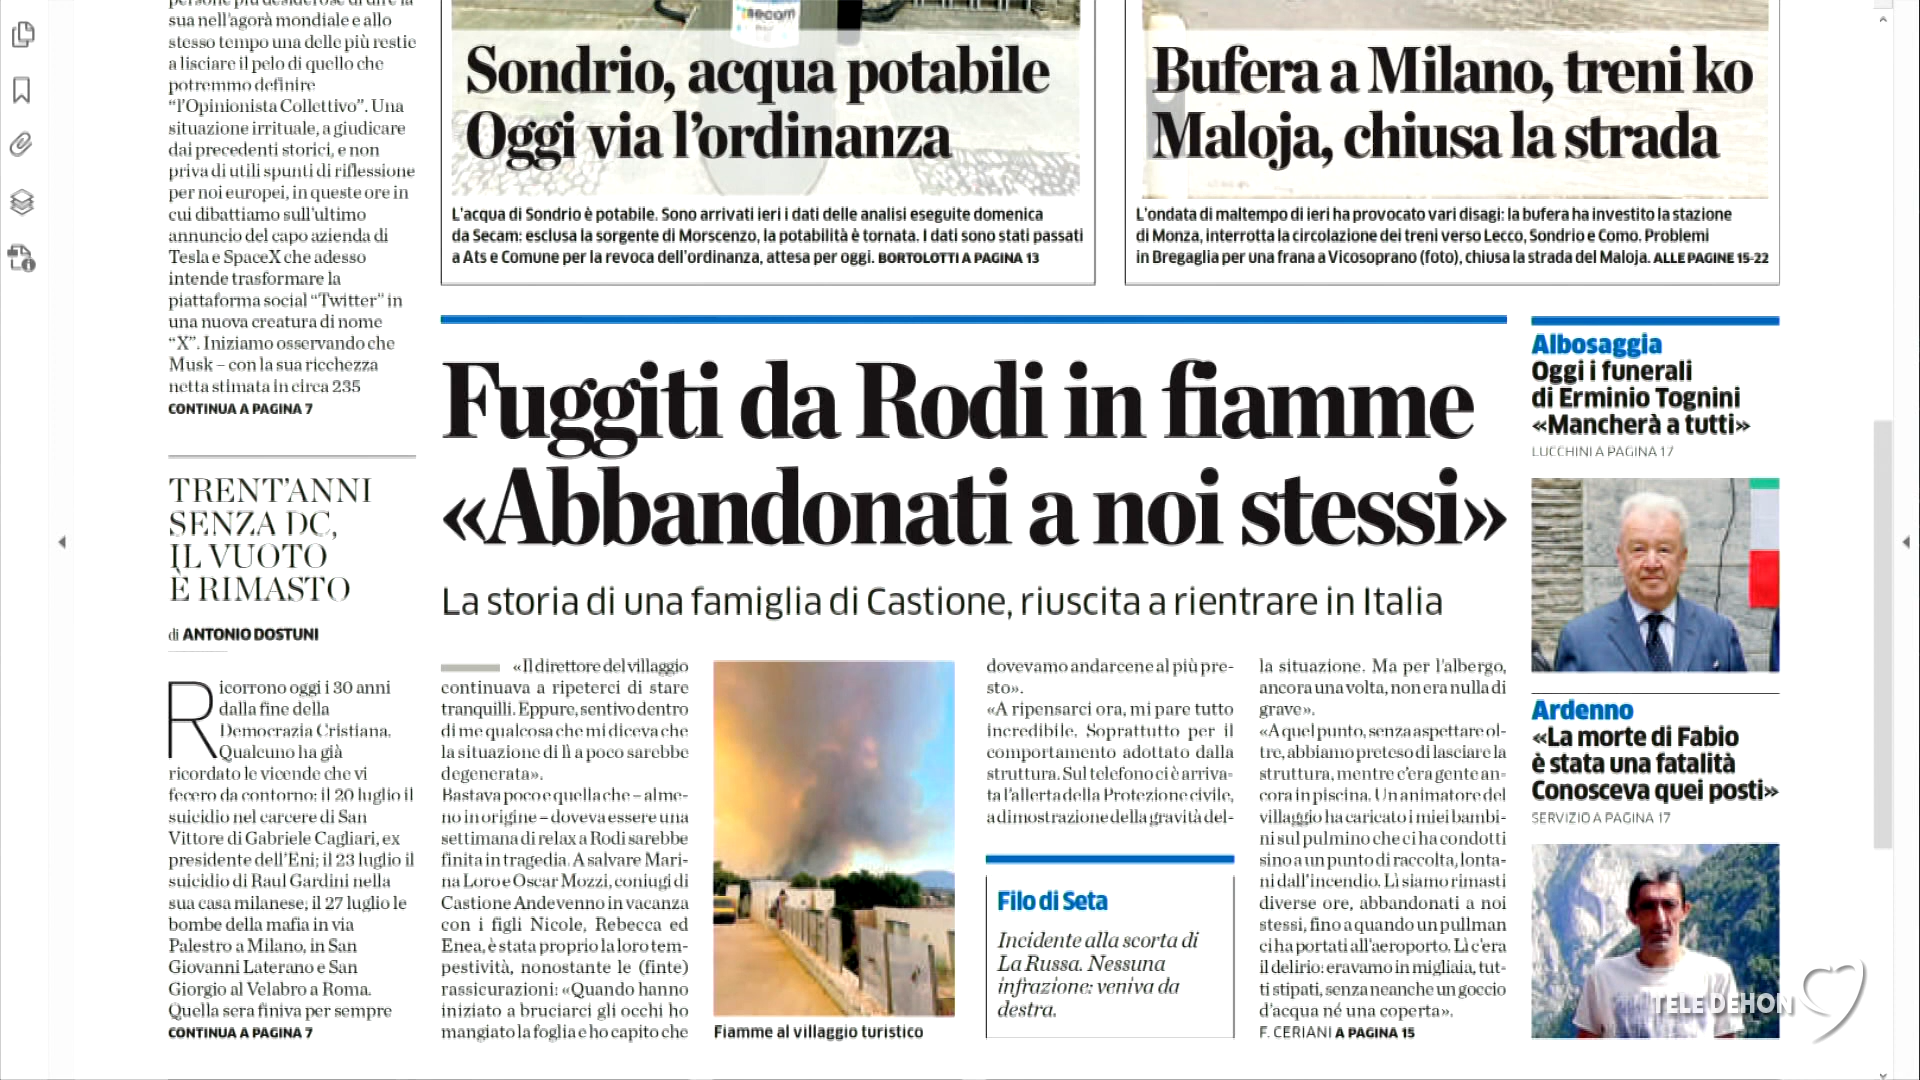 sua nell'agorà mondiale e allo
stesso tempo una delle più restie
a lisciare il pelo di quello che
potremmo definire
“l'Opinionista Collettivo”. Una
situazione irrituale, a giudicare
dai precedenti storici, e non
priva di utili spunti di riflessione
per noi europei, in queste ore in
cui dibattiamo sull'ultimo
annuncio del capo azienda di
Tesla e SpaceX che adesso
intende trasformare la
piattaforma social “Twitter” in
una nuova creatura di nome
“X”. Iniziamo osservando che
Musk – con la sua ricchezza
netta stimata in circa 235
CONTINUA A PAGINA 7
TRENT'ANNI
SENZA DC,
IL VUOTO
È RIMASTO
di ANTONIO DOSTUNI
Ricorrono oggi i 30 anni
dalla fine della
Democrazia Cristiana.
Qualcuno ha già
ricordato le vicende che vi
fecero da contorno: il 20 luglio il
suicidio nel carcere di San
Vittore di Gabriele Cagliari, ex
presidente dell'Eni; il 23 luglio il
suicidio di Raul Gardini nella
sua casa milanese; il 27 luglio le
bombe della mafia in via
Palestro a Milano, in San
Giovanni Laterano e San
Giorgio al Velabro a Roma.
Quella sera finiva per sempre
CONTINUA A PAGINA 7
secam
Sondrio, acqua potabile
Oggi via l'ordinanza
L'acqua di Sondrio è potabile. Sono arrivati ieri i dati delle analisi eseguite domenica
da Secam: esclusa la sorgente di Morscenzo, la potabilità è tornata. I dati sono stati passati
a Ats e Comune per la revoca dell'ordinanza, attesa per oggi. BORTOLOTTI A PAGINA 13
Bufera a Milano, treni ko
Maloja, chiusa la strada
L'ondata di maltempo di ieri ha provocato vari disagi: la bufera ha investito la stazione
di Monza, interrotta la circolazione dei treni verso Lecco, Sondrio e Como. Problemi
in Bregaglia per una frana a Vicosoprano (foto), chiusa la strada del Maloja. ALLE PAGINE 15-22
Fuggiti da Rodi in fiamme
«Abbandonati a noi stessi»
La storia di una famiglia di Castione, riuscita a rientrare in Italia
«Il direttore del villaggio
continuava a ripeterci di stare
tranquilli. Eppure, sentivo dentro
di me qualcosa che mi diceva che
la situazione di lì a poco sarebbe
degenerata».
Bastava poco e quella che – alme-
no in origine – doveva essere una
settimana di relax a Rodi sarebbe
finita in tragedia. A salvare Mari-
na Loro e Oscar Mozzi, coniugi di
Castione Andevenno in vacanza
con i figli Nicole, Rebecca ed
Enea, è stata proprio la loro tem-
pestività, nonostante le (finte)
rassicurazioni: «Quando hanno
iniziato a bruciarci gli occhi ho
mangiato la foglia e ho capito che
Fiamme al villaggio turistico
dovevamo andarcene al più pre-
sto».
«A ripensarci ora, mi pare tutto
incredibile. Soprattutto per il
comportamento adottato dalla
struttura. Sul telefono ci è arriva-
ta l'allerta della Protezione civile,
a dimostrazione della gravità del-
Filo di Seta
Incidente alla scorta di
La Russa. Nessuna
infrazione: veniva da
destra.
la situazione. Ma per l'albergo,
ancora una volta, non era nulla di
grave».
«A quel punto, senza aspettare ol-
tre, abbiamo preteso di lasciare la
struttura, mentre c'era gente an-
cora in piscina. Un animatore del
villaggio ha caricato i miei bambi-
ni sul pulmino che ci ha condotti
sino a un punto di raccolta, lonta-
ni dall'incendio. Lì siamo rimasti
diverse ore, abbandonati a noi
stessi, fino a quando un pullman
ci ha portati all'aeroporto. Lì c'era
il delirio: eravamo in migliaia, tut-
ti stipati, senza neanche un goccio
d'acqua né una coperta».
F. CERIANI A PAGINA 15
Albosaggia
Oggi i funerali
di Erminio Tognini
«Mancherà a tutti»
LUCCHINI A PAGINA 17
Ardenno
«La morte di Fabio
è stata una fatalità
Conosceva quei posti»
SERVIZIO A PAGINA 17
TELE DEHON